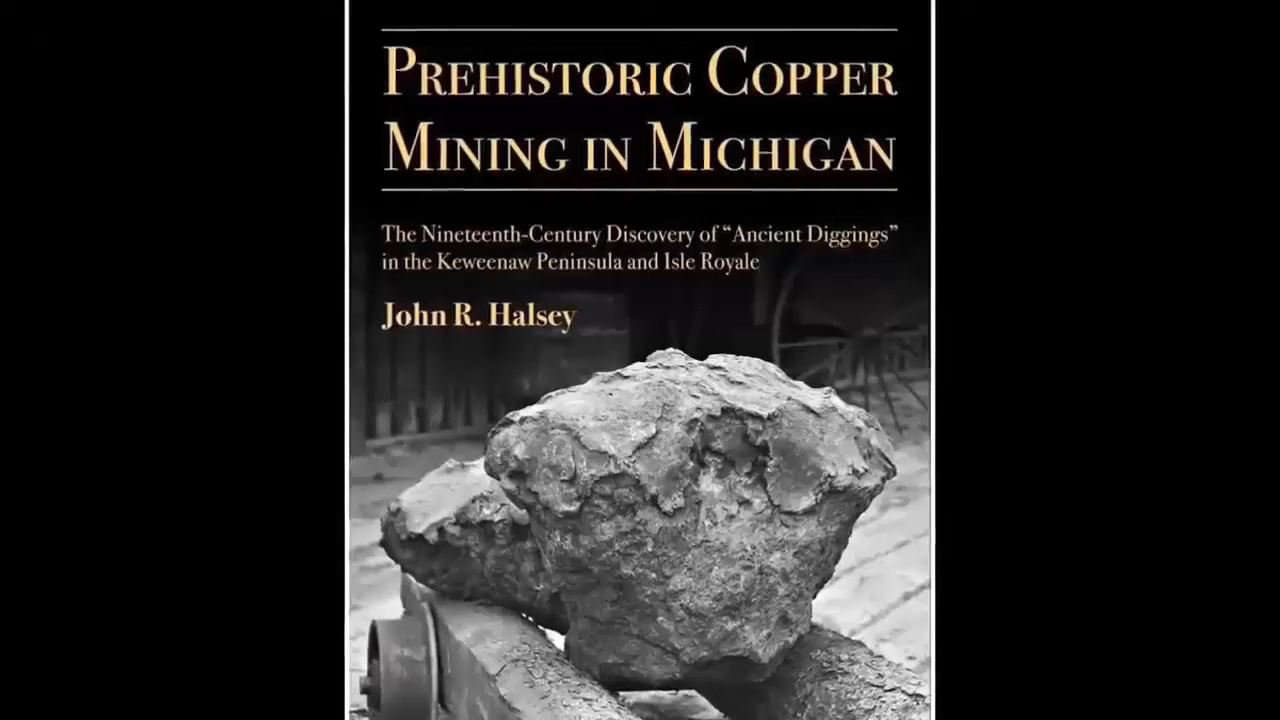 PREHISTORIC COPPER
MINING IN MICHIGAN
The Nineteenth-Century Discovery of “Ancient Diggings”
in the Keweenaw Peninsula and Isle Royale
John R. Halsey